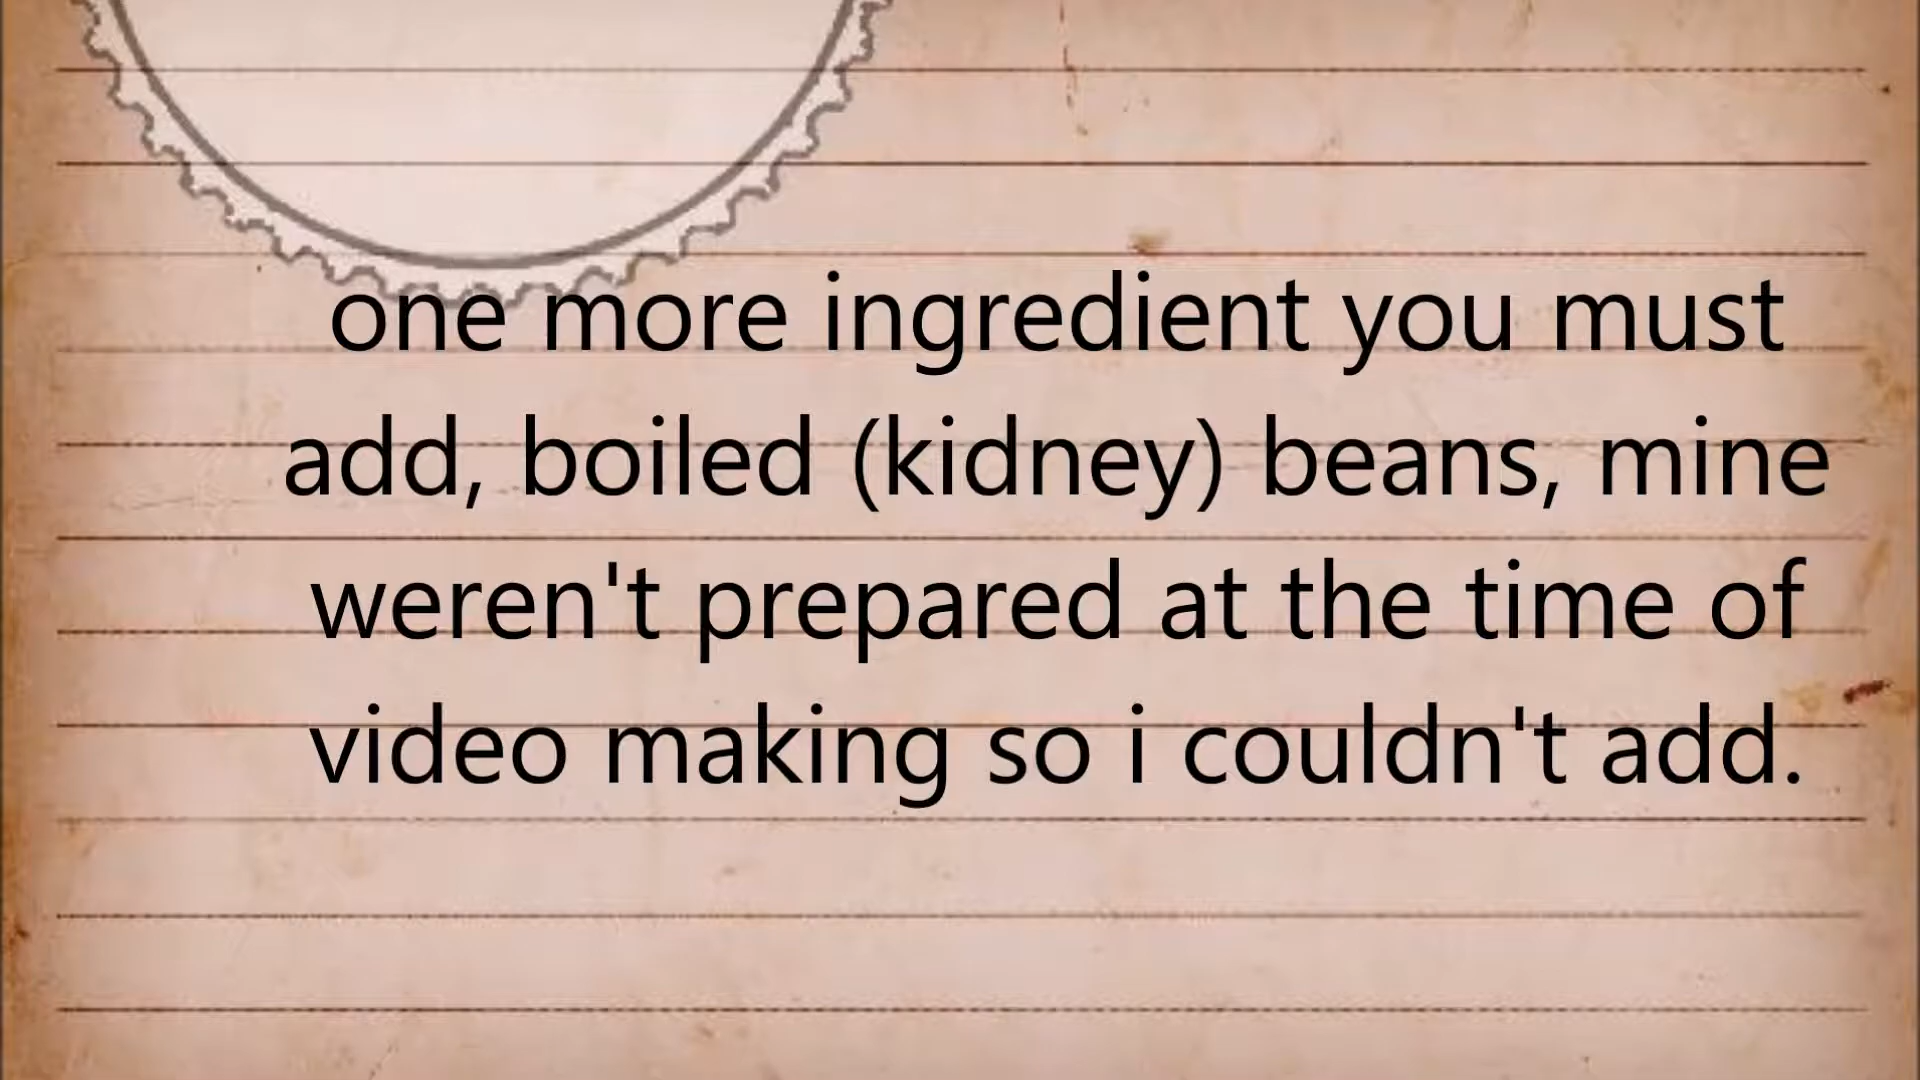 one more ingredient you must
add, boiled (kidney) beans, mine
weren't prepared at the time of
video making so i couldn't add.